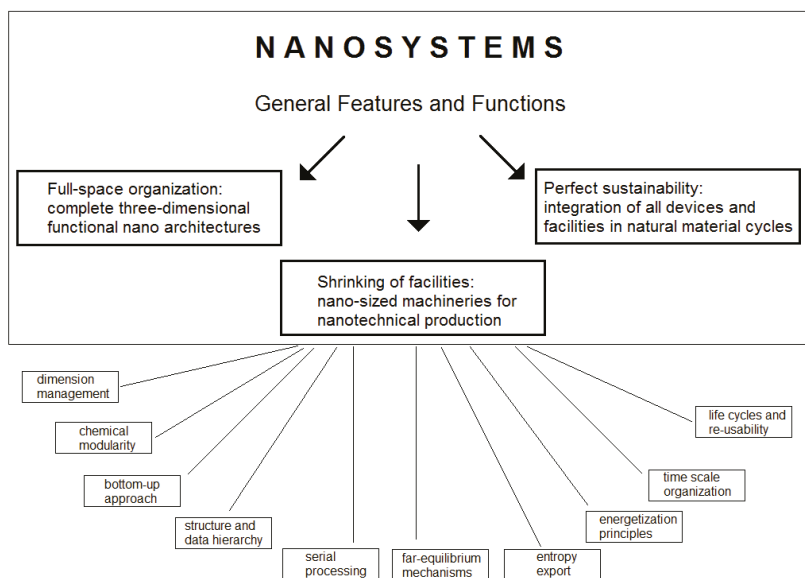 NANOSYSTEMS
General Features and Functions
Full-space organization:
complete three-dimensional
functional nano architectures
Perfect sustainability:
integration of all devices and
facilities in natural material cycles
Shrinking of facilities:
nano-sized machineries for
nanotechnical production
dimension
management
chemical
modularity
bottom-up
approach
structure and
data hierarchy
serial
processing
far-equilibrium
mechanisms
entropy
export
energetization
principles
time scale
organization
life cycles and
re-usability